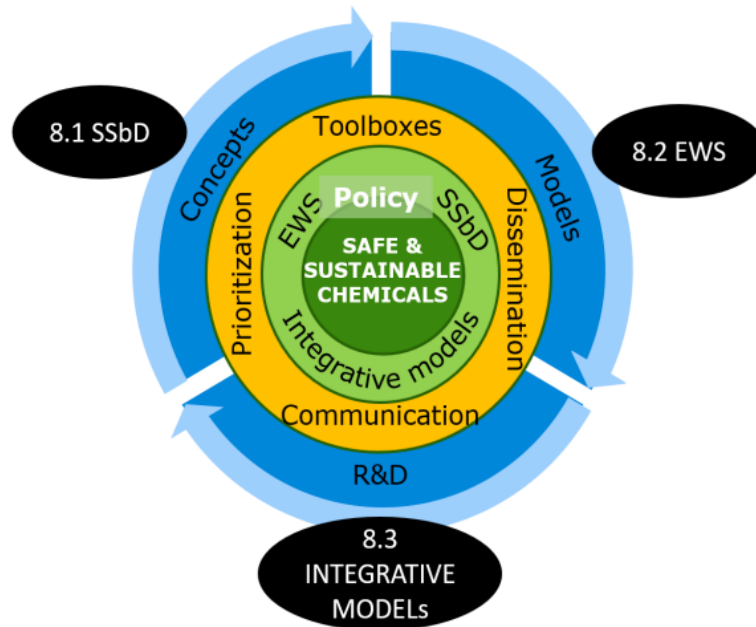 Toolboxes
8.1 SSbD
8.2 EWS
Concepts
Models
Policy
EWS
SSbD
SAFE &
SUSTAINABLE
CHEMICALS
Prioritization
Dissemination
Integrative models
Communication
R&D
8.3
INTEGRATIVE
MODELs